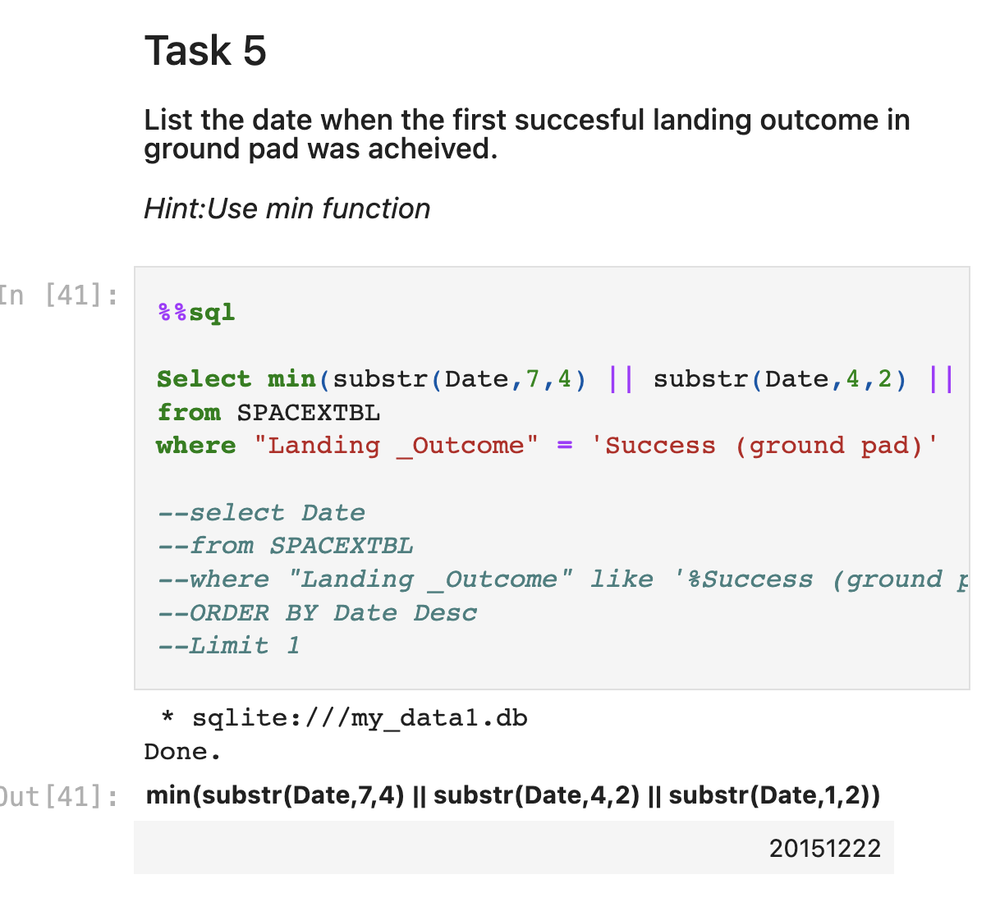 Task 5
List the date when the first succesful landing outcome in
ground pad was acheived.
Hint:Use min function
In [41]:
%%sql
Select min(substr(Date,7,4) || substr(Date,4,2) ||
from SPACEXTBL
where "Landing _Outcome" = 'Success (ground pad)'
--select Date
--from SPACEXTBL
--where "Landing _Outcome" like '%Success (ground p
--ORDER BY Date Desc
--Limit 1
* sqlite:///my_data1.db
Done.
Out[41]:
min(substr(Date,7,4) || substr(Date,4,2) || substr(Date,1,2))
20151222